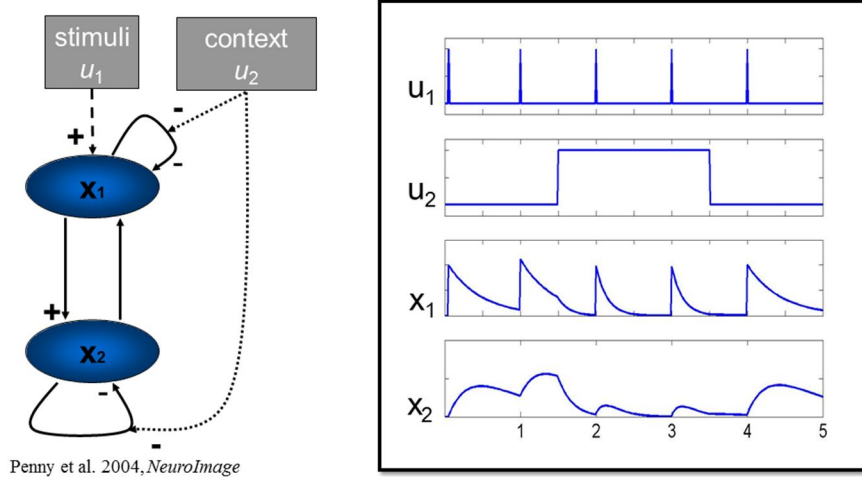 stimuli
u₁
context
u₂
-
+
-
x₁
+
x₂
-
-
Penny et al. 2004, NeuroImage
u₁
u₂
x₁
x₂
1 2 3 4 5